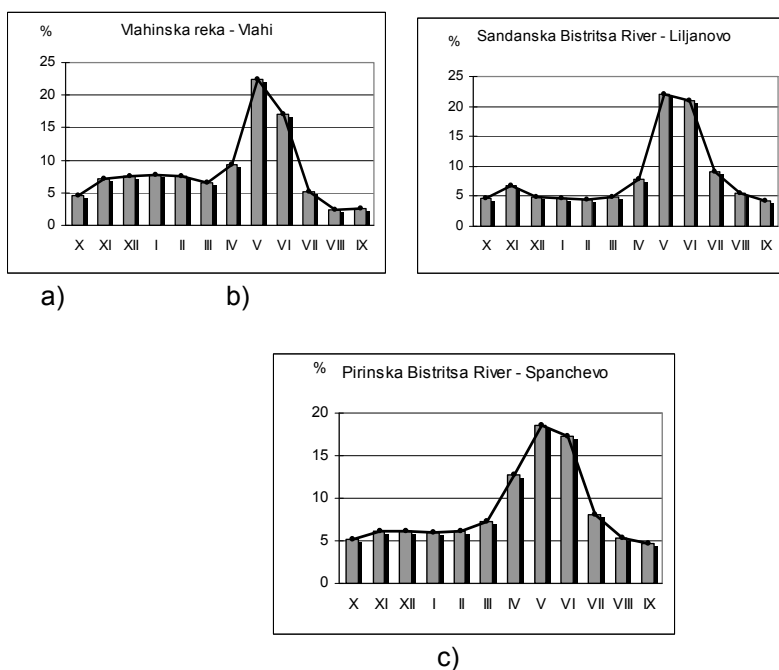 % Vlahinska reka - Vlahi
25
20
15
10
5
0
X XI XII I II III IV V VI VII VIII IX
% Sandanska Bistritsa River - Liljanovo
25
20
15
10
5
0
X XI XII I II III IV V VI VII VIII IX
a) b)
% Pirinska Bistritsa River - Spanchevo
20
15
10
5
0
X XI XII I II III IV V VI VII VIII IX
c)